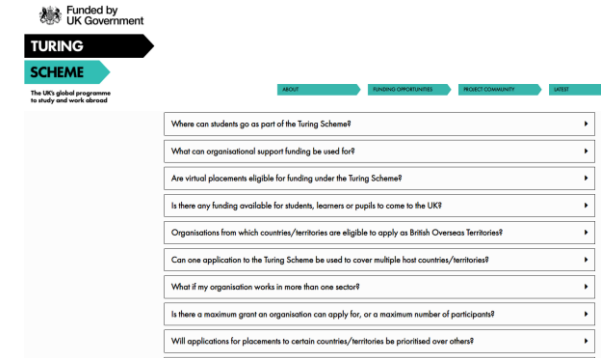 Funded by
UK Government
TURING
SCHEME
The UK's global programme
to study and work abroad
ABOUT
FUNDING OPPORTUNITIES
PROJECT COMMUNITY
LATEST
Where can students go as part of the Turing Scheme?
What can organisational support funding be used for?
Are virtual placements eligible for funding under the Turing Scheme?
Is there any funding available for students, learners or pupils to come to the UK?
Organisations from which countries/territories are eligible to apply as British Overseas Territories?
Can one application to the Turing Scheme be used to cover multiple host countries/territories?
What if my organisation works in more than one sector?
Is there a maximum grant an organisation can apply for, or a maximum number of participants?
Will applications for placements to certain countries/territories be prioritised over others?